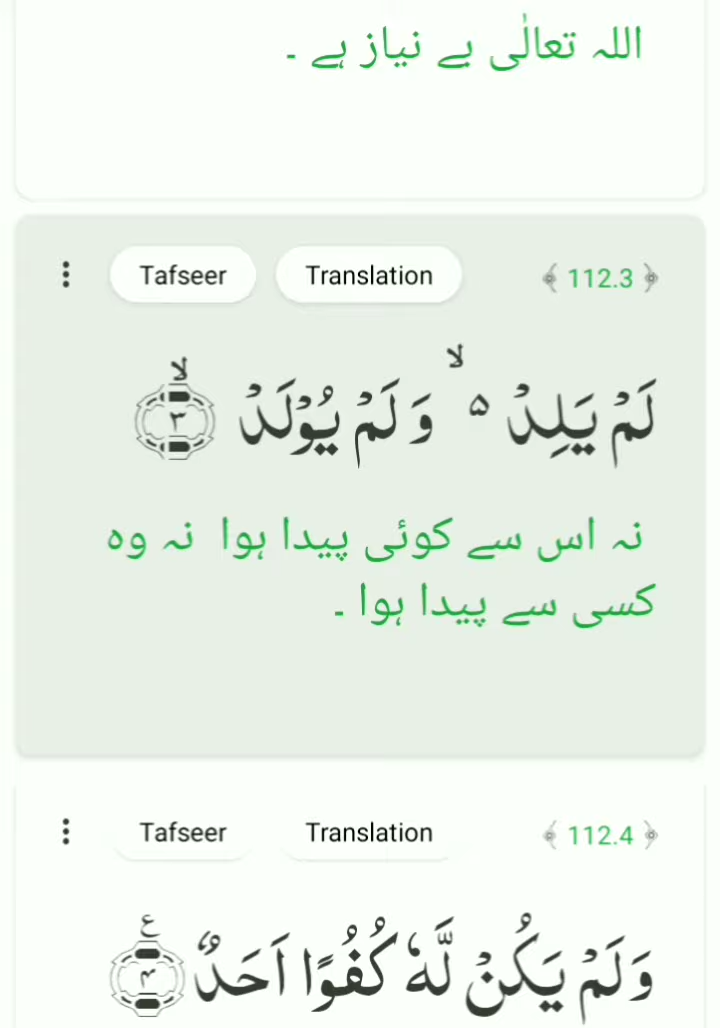 اللہ تعالٰی بے نیاز ہے ۔
Tafseer Translation ﴿ 112.3 ﴾
لَمۡ یَلِدۡ ۬ ۙ وَ لَمۡ یُوۡلَدۡ ۙ﴿۳﴾
نہ اس سے کوئی پیدا ہوا نہ وہ
کسی سے پیدا ہوا ۔
Tafseer Translation ﴿ 112.4 ﴾
وَ لَمۡ یَکُنۡ لَّہٗ کُفُوًا اَحَدٌ ﴿۴﴾ ع